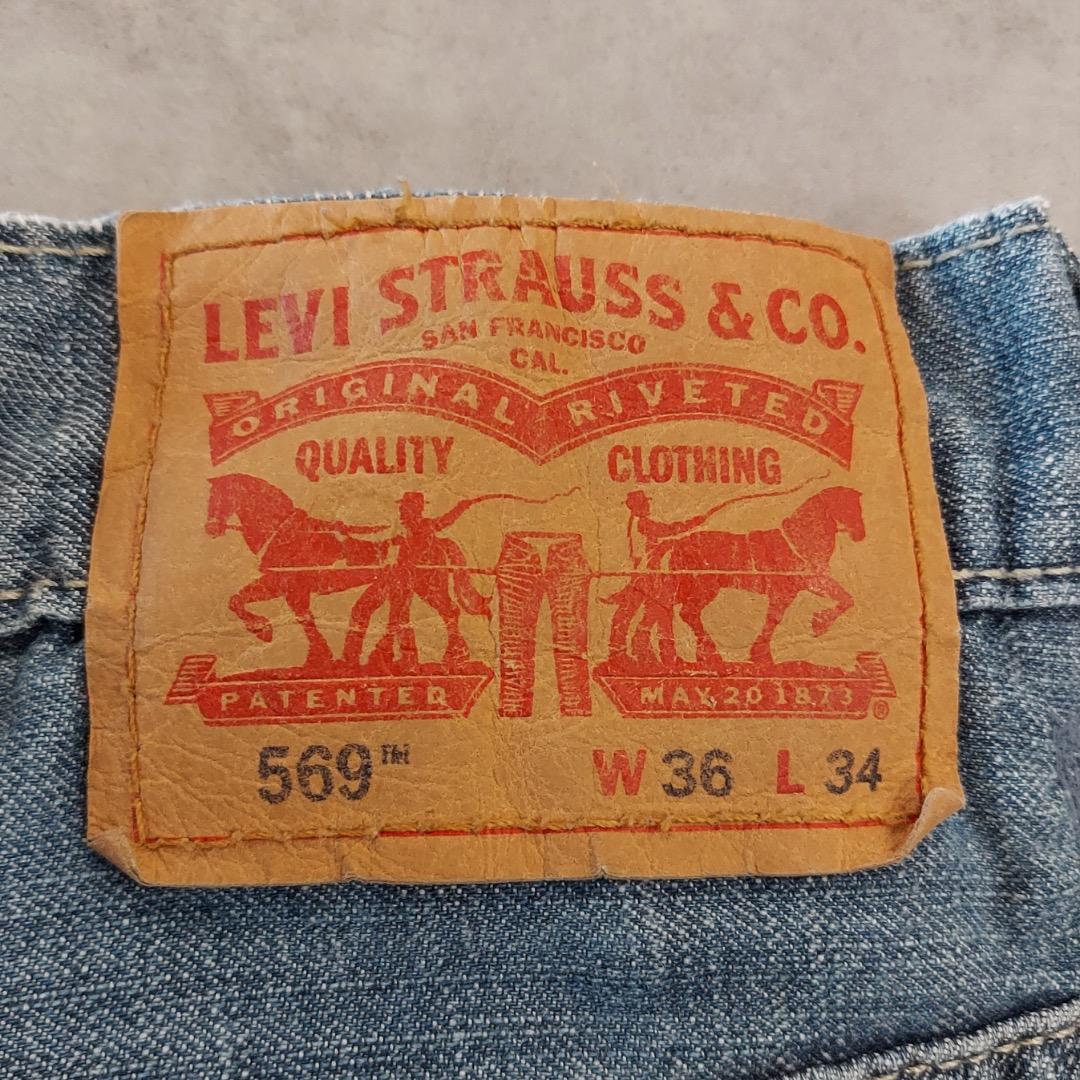 LEVI STRAUSS & CO.
SAN FRANCISCO
CAL.
ORIGINAL RIVETED
QUALITY CLOTHING
PATENTED MAY 20 1873 ®
569™ W 36 L 34